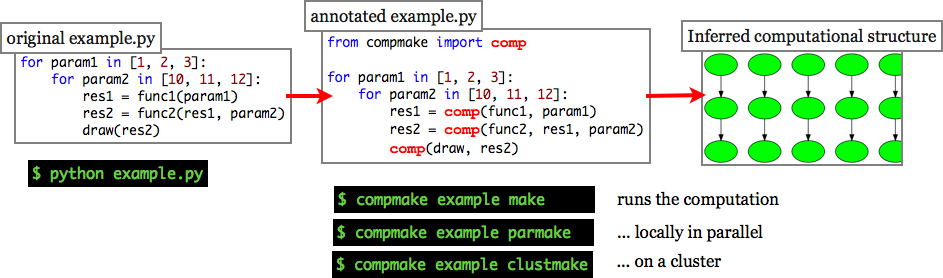 original example.py
for param1 in [1, 2, 3]:
    for param2 in [10, 11, 12]:
        res1 = func1(param1)
        res2 = func2(res1, param2)
        draw(res2)
$ python example.py
annotated example.py
from compmake import comp
for param1 in [1, 2, 3]:
    for param2 in [10, 11, 12]:
        res1 = comp(func1, param1)
        res2 = comp(func2, res1, param2)
        comp(draw, res2)
Inferred computational structure
$ compmake example make
runs the computation
$ compmake example parmake
... locally in parallel
$ compmake example clustmake
... on a cluster